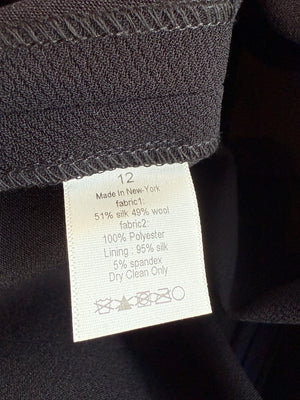 12
Made In New-York
fabric1:
51% silk 49% wool
fabric2:
100% Polyester
Lining : 95% silk
5% spandex
Dry Clean Only